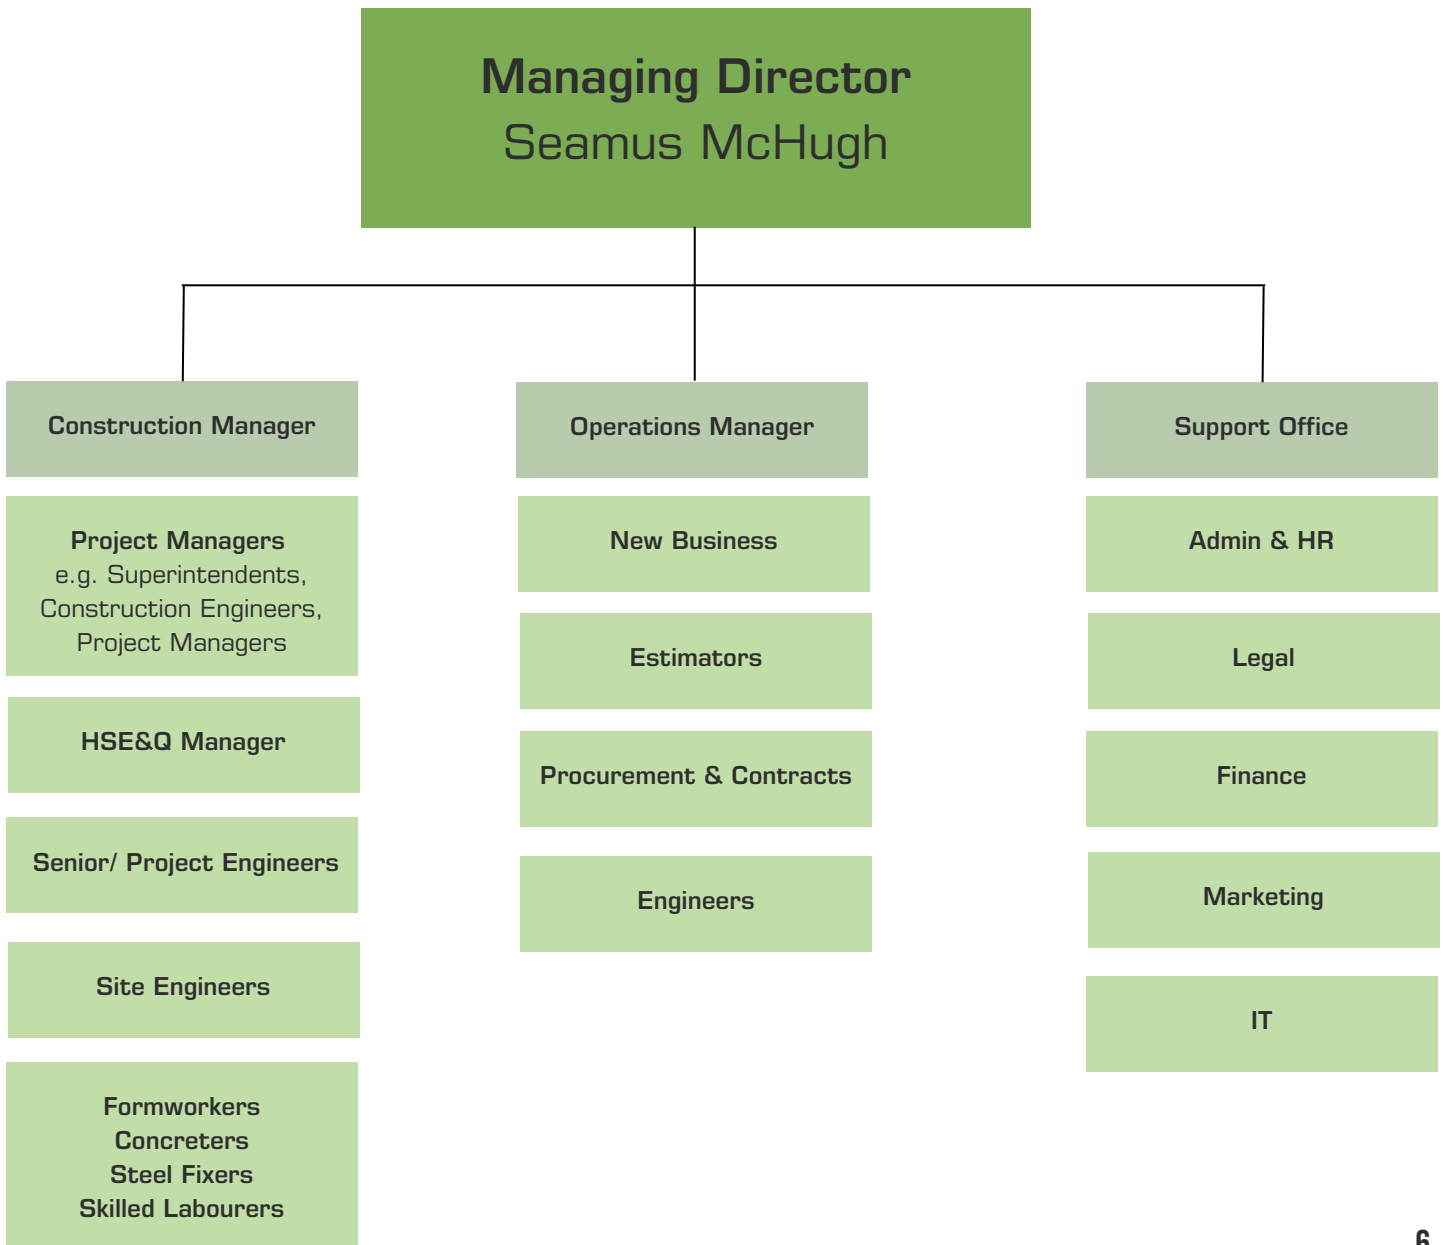 Managing Director
Seamus McHugh
Construction Manager
Project Managers
e.g. Superintendents,
Construction Engineers,
Project Managers
HSE&Q Manager
Senior/ Project Engineers
Site Engineers
Formworkers
Concreters
Steel Fixers
Skilled Labourers
Operations Manager
New Business
Estimators
Procurement & Contracts
Engineers
Support Office
Admin & HR
Legal
Finance
Marketing
IT
6